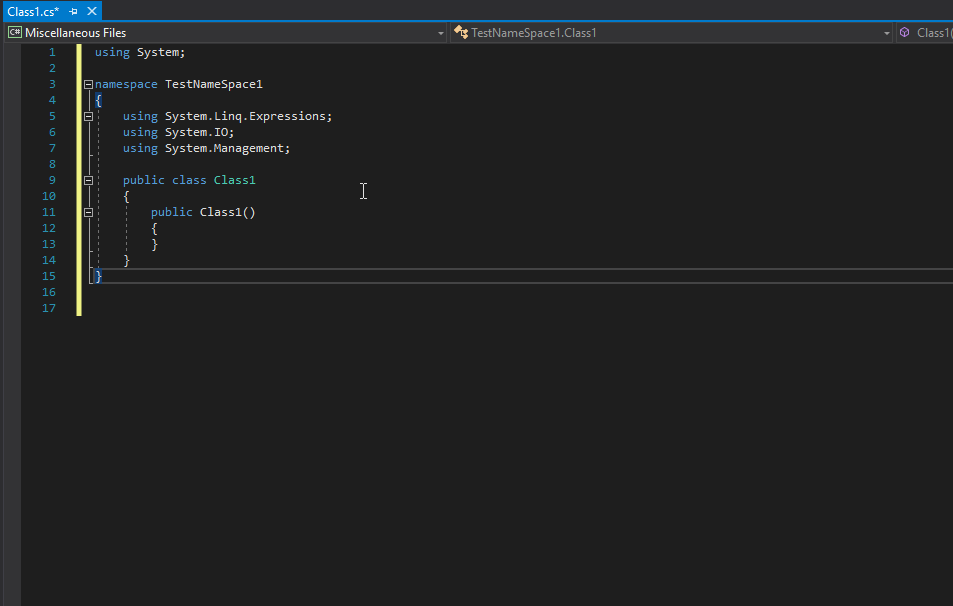 Class1.cs*
C# Miscellaneous Files TestNameSpace1.Class1 Class1(
1 using System;
2
3 namespace TestNameSpace1
4 {
5 using System.Linq.Expressions;
6 using System.IO;
7 using System.Management;
8
9 public class Class1
10 {
11 public Class1()
12 {
13 }
14 }
15 }
16
17